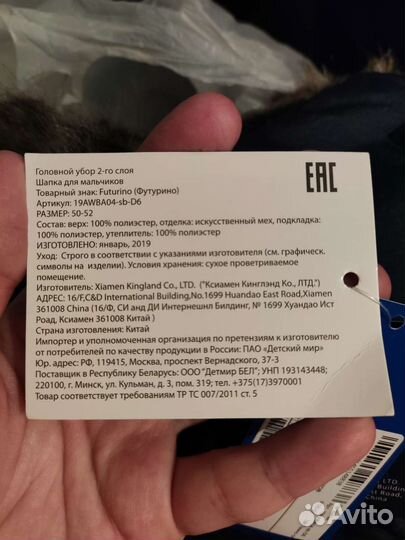 Головной убор 2-го слоя
Шапка для мальчиков
Товарный знак: Futurino (Футурино)
Артикул: 19AWBA04-sb-D6
РАЗМЕР: 50-52
Состав: верх: 100% полиэстер, отделка: искусственный мех, подкладка:
100% полиэстер, утеплитель: 100% полиэстер
ИЗГОТОВЛЕНО: январь, 2019
Уход: Строго в соответствии с указаниями изготовителя (см. графическ.
символы на изделии). Условия хранения: сухое проветриваемое
помещение.
Изготовитель: Xiamen Kingland Co., LTD. ("Ксиамен Кинглэнд Ко., ЛТД.")
АДРЕС: 16/F,C&D International Building,No.1699 Huandao East Road,Xiamen
361008 China (16/Ф, СИ анд ДИ Интернешнл Билдинг, № 1699 Хуандао Ист
Роад, Ксиамен 361008 Китай )
Страна изготовления: Китай
Импортер и уполномоченная организация по претензиям к изготовителю
от потребителей по качеству продукции в России: ПАО «Детский мир»
Юр. адрес: РФ, 119415, Москва, проспект Вернадского, 37-3
Поставщик в Республику Беларусь: ООО "Детмир БЕЛ"; УНП 193143448;
220100, г. Минск, ул. Кульман, д. 3, пом. 319; тел. +375(17)3970001
Товар соответствует требованиям ТР ТС 007/2011 ст. 5
EAC
LTD
Building
st Road,
China
Avito